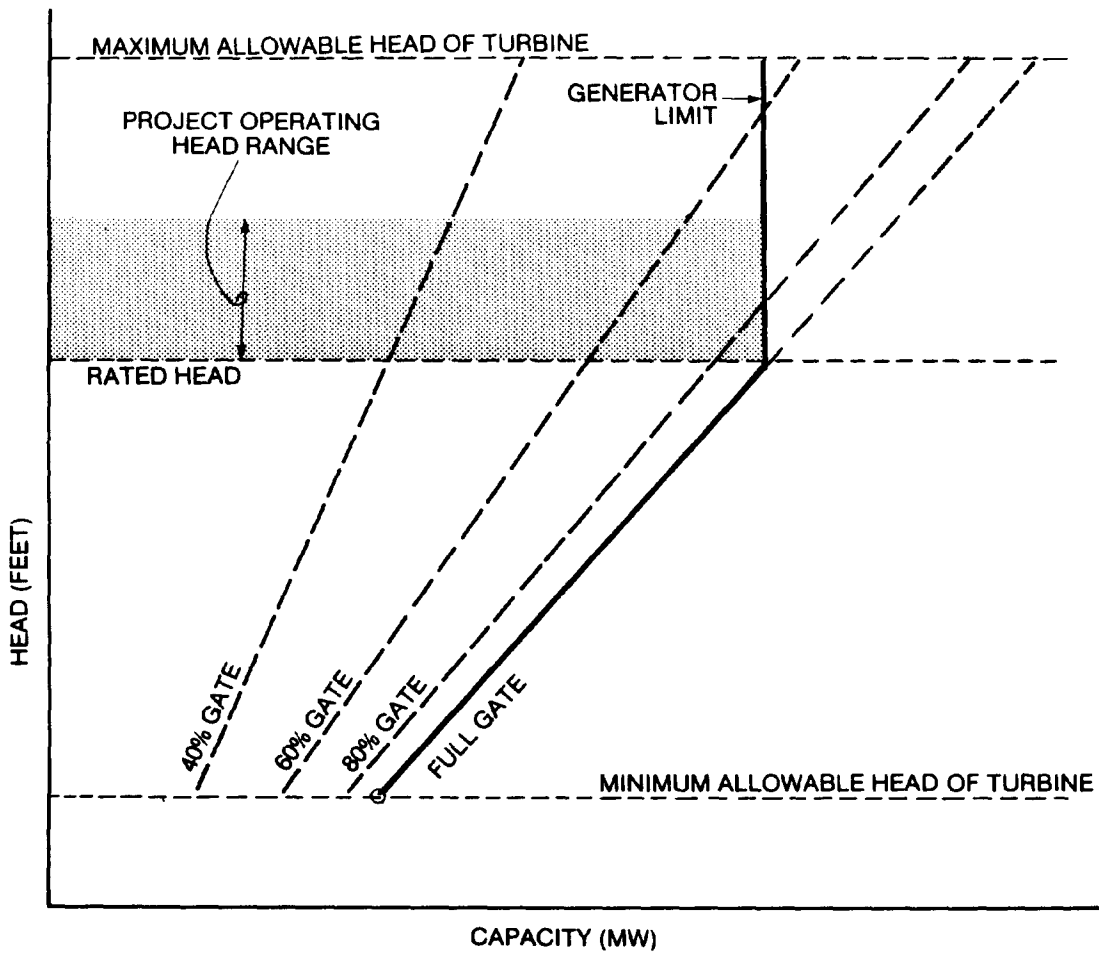 MAXIMUM ALLOWABLE HEAD OF TURBINE
GENERATOR
LIMIT
PROJECT OPERATING
HEAD RANGE
RATED HEAD
HEAD (FEET)
40% GATE
60% GATE
80% GATE
FULL GATE
MINIMUM ALLOWABLE HEAD OF TURBINE
CAPACITY (MW)